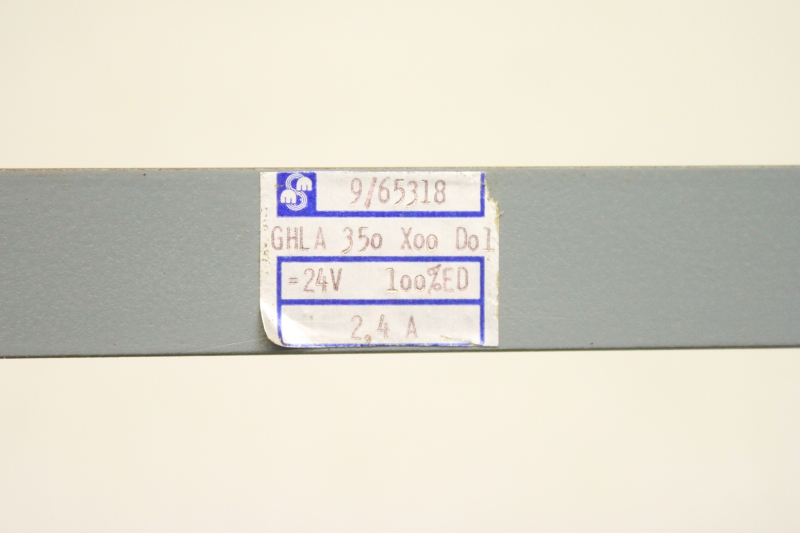 9/65318
GHLA 35o Xoo Do1
=24V 1oo%ED
2,4 A